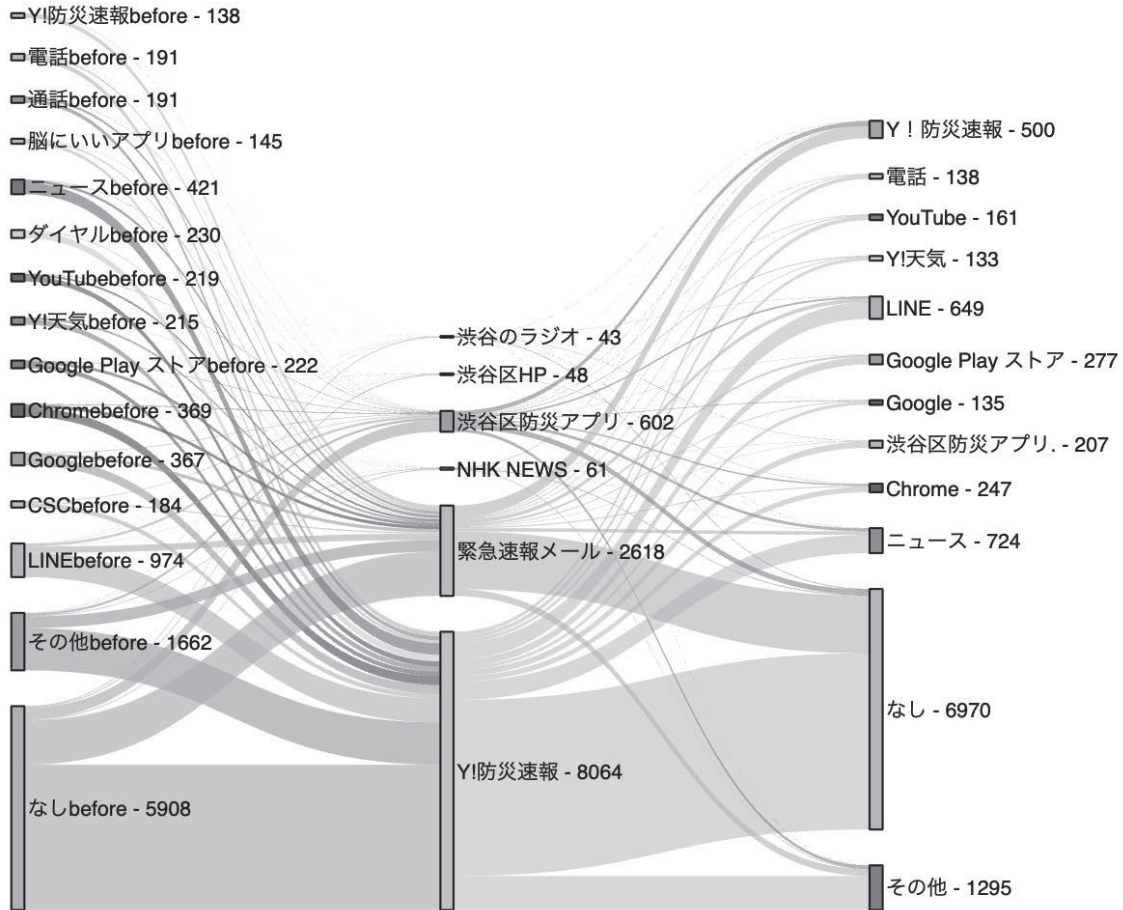 Y!防災速報before - 138
電話before - 191
通話before - 191
脳にいいアプリbefore - 145
ニュースbefore - 421
ダイヤルbefore - 230
YouTubebefore - 219
Y!天気before - 215
Google Play ストアbefore - 222
Chromebefore - 369
Googlebefore - 367
CSCbefore - 184
LINEbefore - 974
その他before - 1662
なしbefore - 5908
渋谷のラジオ - 43
渋谷区HP - 48
渋谷区防災アプリ - 602
NHK NEWS - 61
緊急速報メール - 2618
Y!防災速報 - 8064
Y！防災速報 - 500
電話 - 138
YouTube - 161
Y!天気 - 133
LINE - 649
Google Play ストア - 277
Google - 135
渋谷区防災アプリ. - 207
Chrome - 247
ニュース - 724
なし - 6970
その他 - 1295